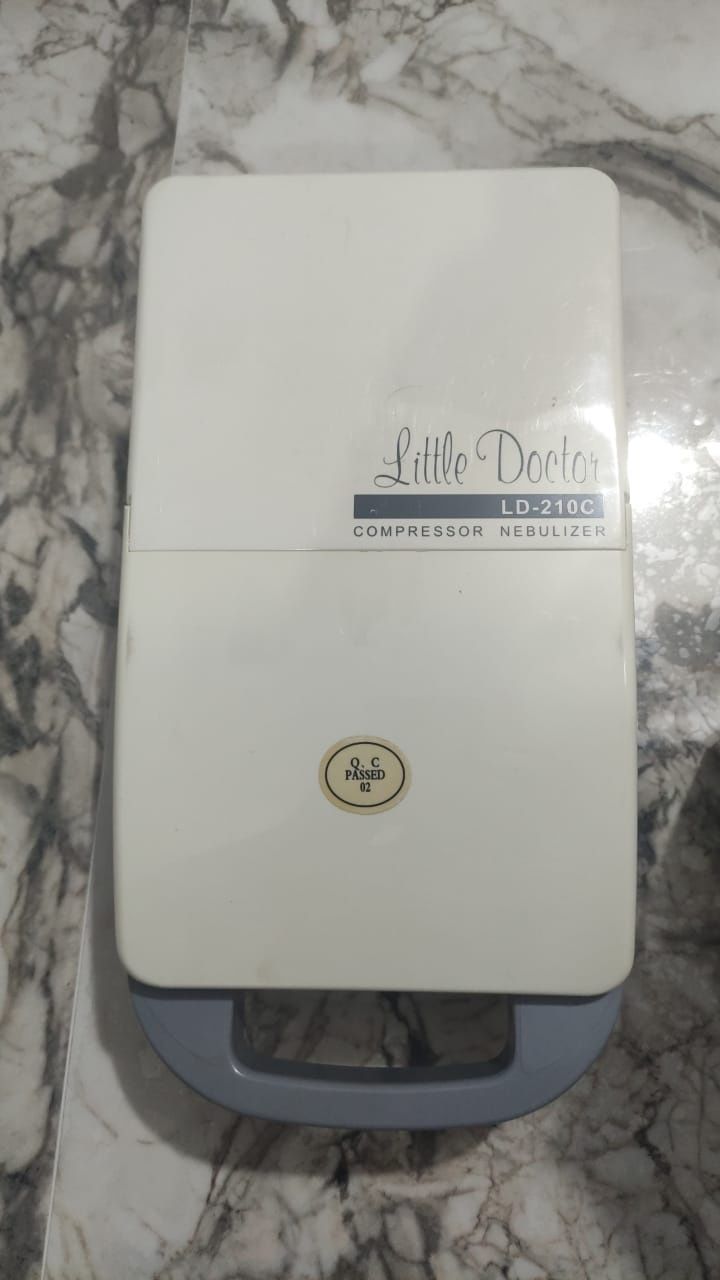 Little Doctor
LD-210C
COMPRESSOR NEBULIZER
Q. C
PASSED
02